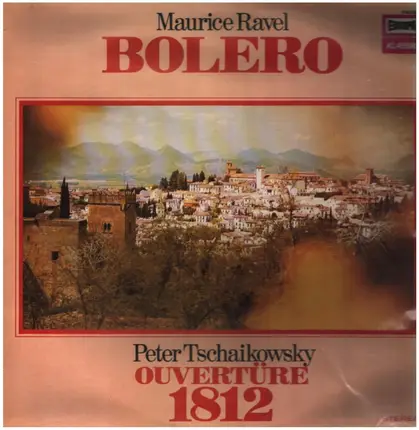 Maurice Ravel
BOLERO
Peter Tschaikowsky
OUVERTÜRE
1812